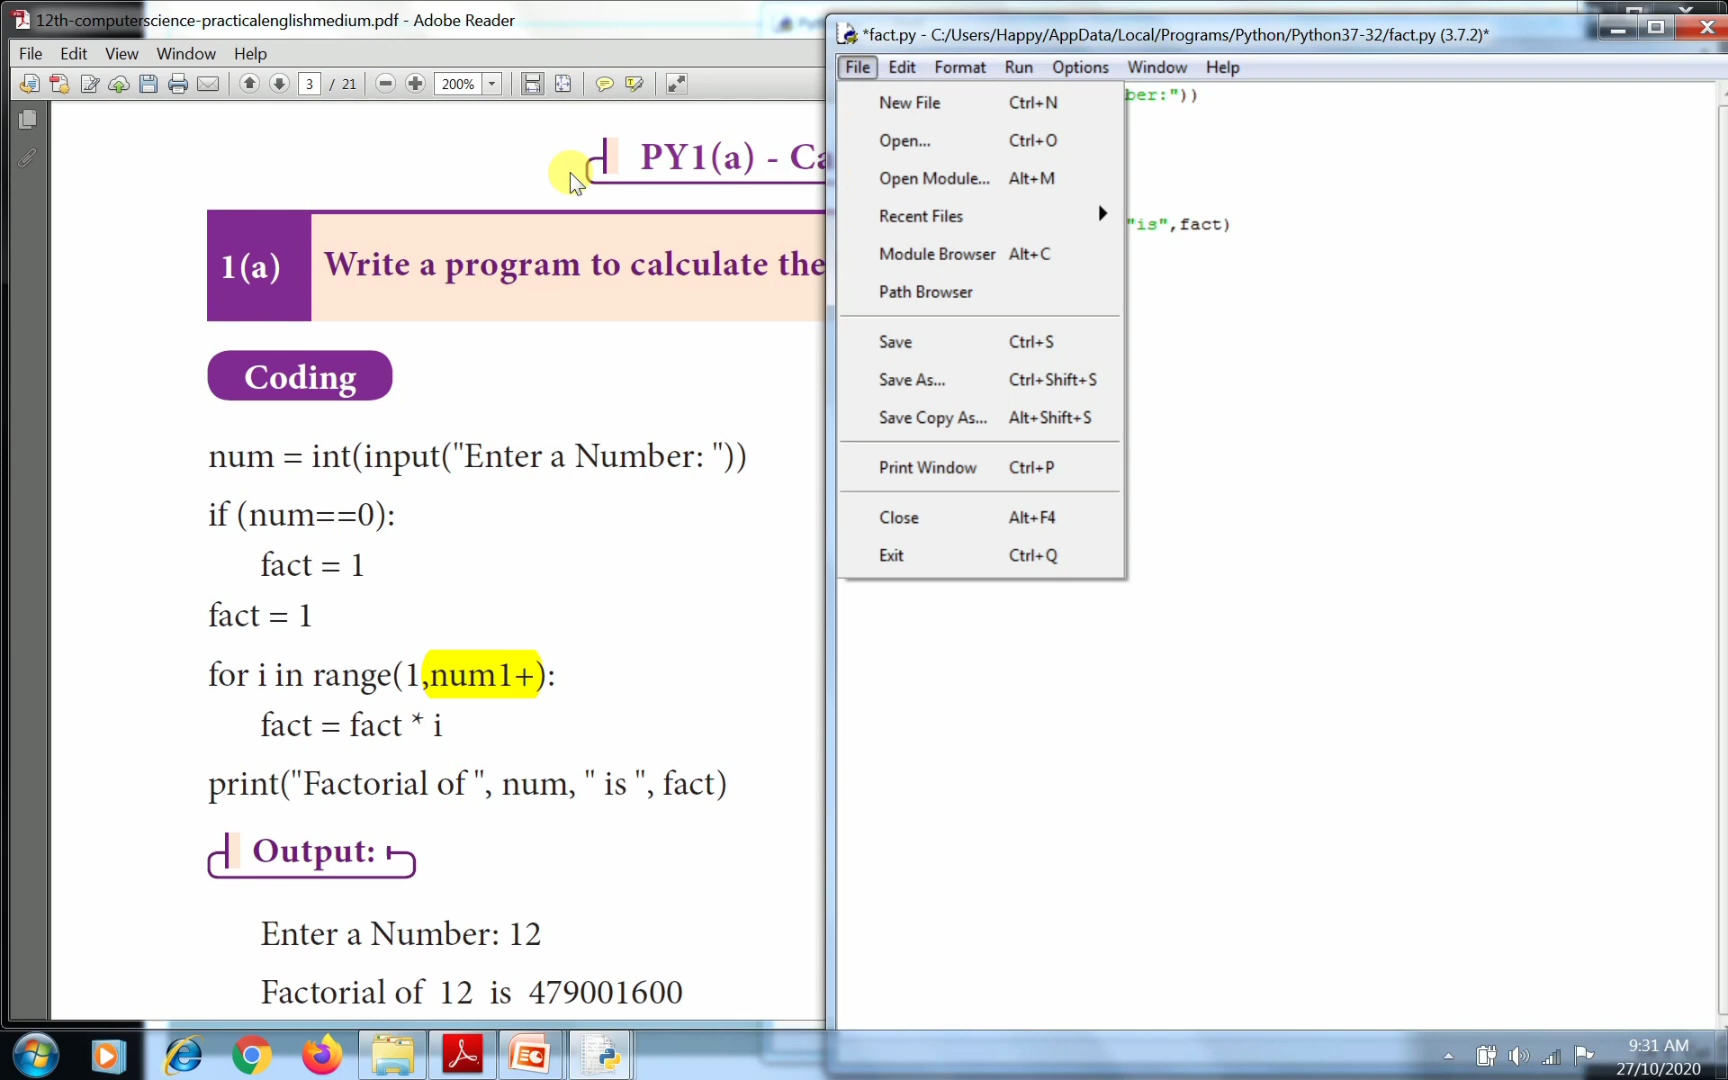 12th-computerscience-practicalenglishmedium.pdf - Adobe Reader
File Edit View Window Help
3 / 21 200%
PY1(a) - Ca
1(a) Write a program to calculate the
Coding
num = int(input("Enter a Number: "))
if (num==0):
fact = 1
fact = 1
for i in range(1,num1+):
fact = fact * i
print("Factorial of ", num, " is ", fact)
Output:
Enter a Number: 12
Factorial of 12 is 479001600
*fact.py - C:/Users/Happy/AppData/Local/Programs/Python/Python37-32/fact.py (3.7.2)*
File Edit Format Run Options Window Help
ber:"))
"is",fact)
New File Ctrl+N
Open... Ctrl+O
Open Module... Alt+M
Recent Files
Module Browser Alt+C
Path Browser
Save Ctrl+S
Save As... Ctrl+Shift+S
Save Copy As... Alt+Shift+S
Print Window Ctrl+P
Close Alt+F4
Exit Ctrl+Q
9:31 AM
27/10/2020